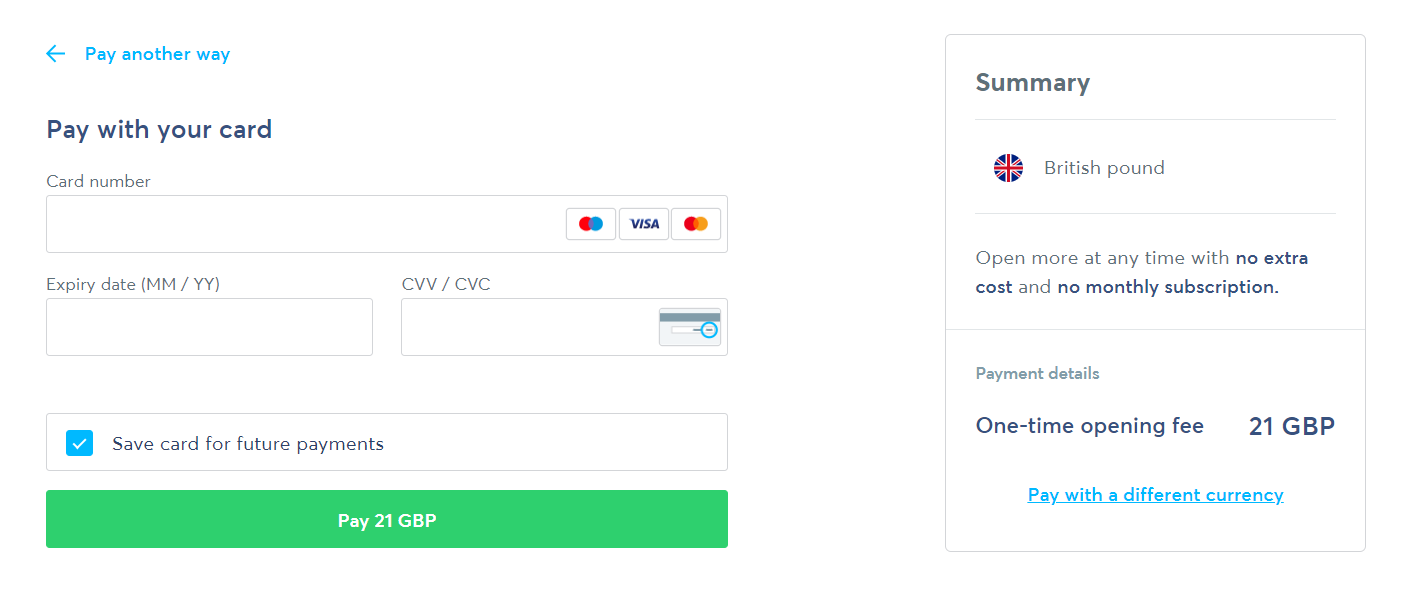 Pay another way
Pay with your card
Card number
VISA
Expiry date (MM / YY)
CVV / CVC
Save card for future payments
Pay 21 GBP
Summary
British pound
Open more at any time with no extra
cost and no monthly subscription.
Payment details
One-time opening fee 21 GBP
Pay with a different currency